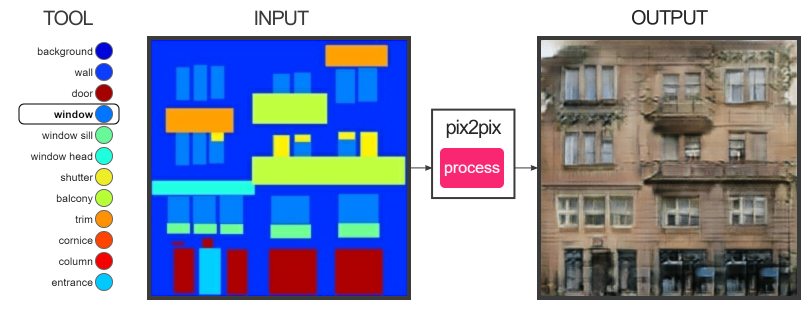 TOOL
INPUT
OUTPUT
background
wall
door
window
window sill
window head
shutter
balcony
trim
cornice
column
entrance
pix2pix
process